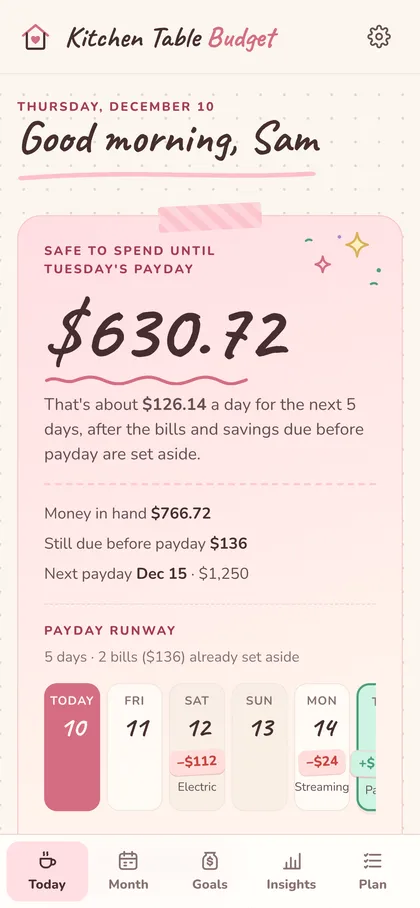 Kitchen Table Budget
THURSDAY, DECEMBER 10
Good morning, Sam
SAFE TO SPEND UNTIL
TUESDAY'S PAYDAY
$630.72
That's about $126.14 a day for the next 5
days, after the bills and savings due before
payday are set aside.
Money in hand $766.72
Still due before payday $136
Next payday Dec 15 · $1,250
PAYDAY RUNWAY
5 days · 2 bills ($136) already set aside
TODAY FRI SAT SUN MON
10 11 12 13 14
−$112 −$24 +$
Electric Streaming
Today Month Goals Insights Plan